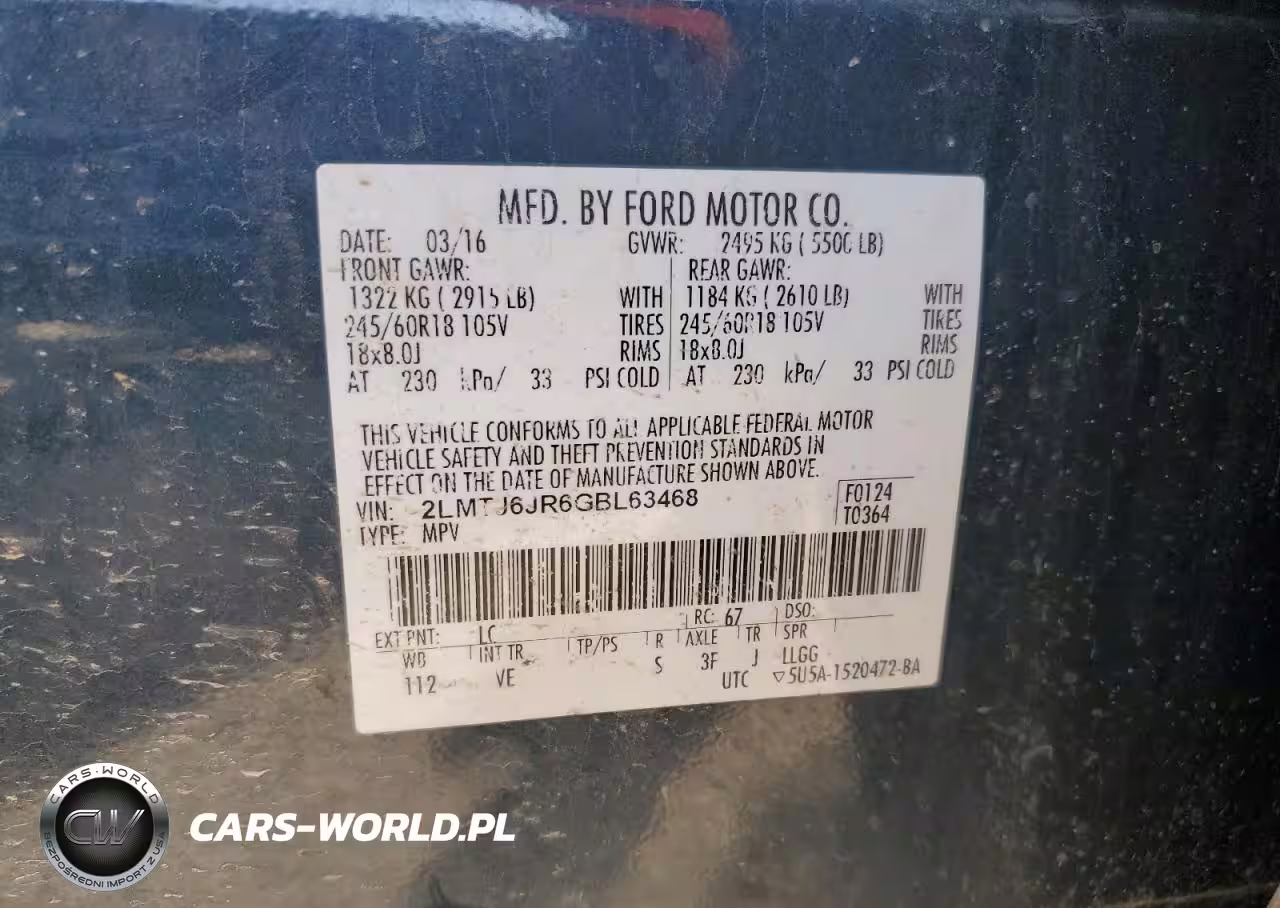 MFD. BY FORD MOTOR CO.
DATE: 03/16 GVWR: 2495 KG ( 5500 LB)
FRONT GAWR: REAR GAWR:
1322 KG ( 2915 LB) WITH 1184 KG ( 2610 LB) WITH
245/60R18 105V TIRES 245/60R18 105V TIRES
18x8.0J RIMS 18x8.0J RIMS
AT 230 kPa/ 33 PSI COLD AT 230 kPa/ 33 PSI COLD
THIS VEHICLE CONFORMS TO ALL APPLICABLE FEDERAL MOTOR
VEHICLE SAFETY AND THEFT PREVENTION STANDARDS IN
EFFECT ON THE DATE OF MANUFACTURE SHOWN ABOVE.
VIN: 2LMTJ6JR6GBL63468 F0124
TYPE: MPV T0364
EXT PNT: LC RC: 67 DSO:
WB INT TR TP/PS R AXLE TR SPR
112 VE S 3F J LLGG
UTC ▽5U5A-1520472-BA
CARS-WORLD
CW
BEZPOŚREDNI IMPORT Z USA
CARS-WORLD.PL